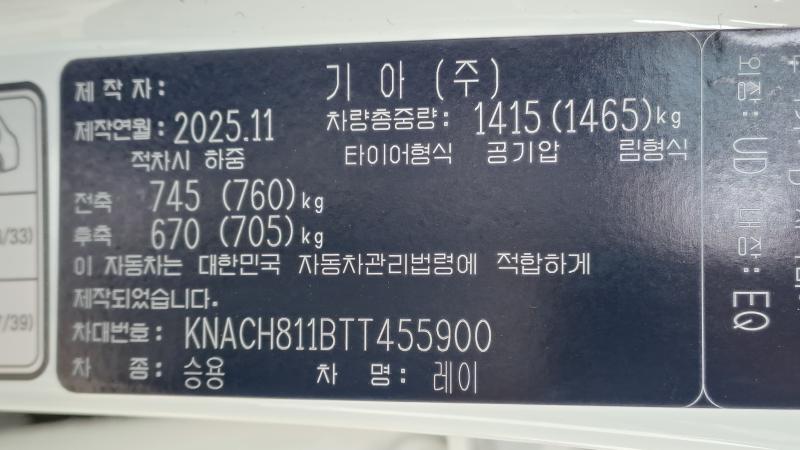 제 작 자: 기 아 (주)
제작연월: 2025.11 차량총중량: 1415 (1465)kg
적차시 하중 타이어형식 공기압 림형식
전축 745 (760)kg
후축 670 (705)kg
이 자동차는 대한민국 자동차관리법령에 적합하게
제작되었습니다.
차대번호: KNACH811BTT455900
차 종: 승용 차 명: 레이
외장: UD 내장: EQ
/33)
/39)